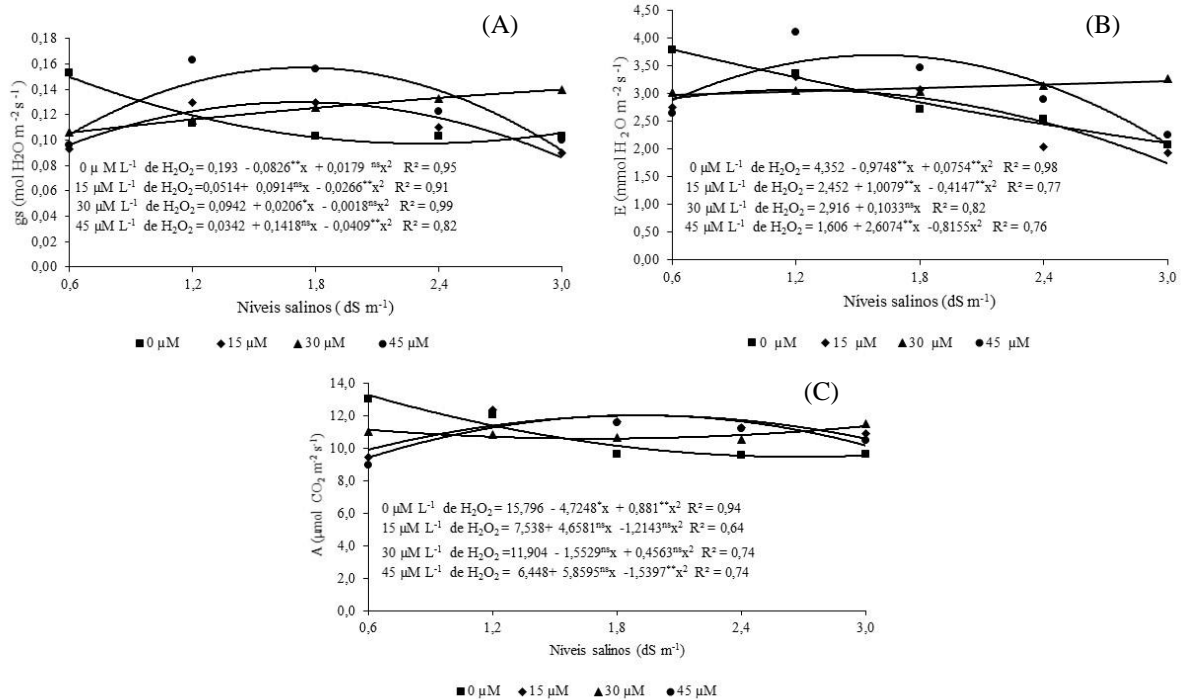 (A)
gs (mol H2O m⁻² s⁻¹)
0,18
0,16
0,14
0,12
0,10
0,08
0,06
0,04
0,02
0,00
0 µ M L⁻¹ de H₂O₂ = 0,193 - 0,0826**x + 0,0179 ⁿˢx² R² = 0,95
15 µM L⁻¹ de H₂O₂ =0,0514+ 0,0914ⁿˢx - 0,0266**x² R² = 0,91
30 µM L⁻¹ de H₂O₂ = 0,0942 + 0,0206*x -0,0018ⁿˢx² R² = 0,99
45 µM L⁻¹ de H₂O₂ = 0,0342 + 0,1418ⁿˢx -0,0409**x² R² = 0,82
0,6 1,2 1,8 2,4 3,0
Níveis salinos ( dS m⁻¹)
0 µM 15 µM 30 µM 45 µM
(B)
E (mmol H ₂ O m⁻² s⁻¹)
4,50
4,00
3,50
3,00
2,50
2,00
1,50
1,00
0,50
0,00
0 µM L⁻¹ de H₂O₂ = 4,352 -0,9748**x + 0,0754**x² R² = 0,98
15 µM L⁻¹ de H₂O₂ = 2,452 + 1,0079**x - 0,4147**x² R² = 0,77
30 µM L⁻¹ de H₂O₂ = 2,916 + 0,1033ⁿˢx R² = 0,82
45 µM L⁻¹ de H₂O₂ = 1,606 + 2,6074**x -0,8155x² R² = 0,76
0,6 1,2 1,8 2,4 3,0
Níveis salinos (dS m⁻¹)
0 µM 15 µM 30 µM 45 µM
(C)
A (µmol CO₂ m⁻² s⁻¹)
14,0
12,0
10,0
8,0
6,0
4,0
2,0
0,0
0 µM L⁻¹ de H₂O₂ = 15,796 - 4,7248*x + 0,881**x² R² = 0,94
15 µM L⁻¹ de H₂O₂ = 7,538+ 4,6581ⁿˢx -1,2143ⁿˢx² R² = 0,64
30 µM L⁻¹ de H₂O₂ =11,904 - 1,5529ⁿˢx + 0,4563ⁿˢx² R² = 0,74
45 µM L⁻¹ de H₂O₂ = 6,448+ 5,8595ⁿˢx -1,5397**x² R² = 0,74
0,6 1,2 1,8 2,4 3,0
Níveis salinos (dS m⁻¹)
0 µM 15 µM 30 µM 45 µM